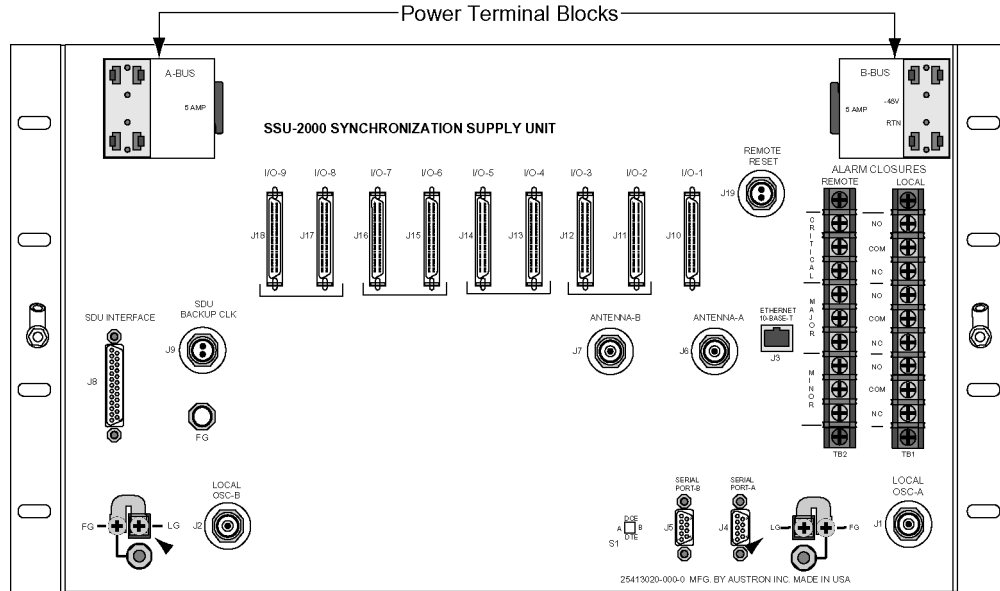 Power Terminal Blocks
A-BUS
5 AMP
B-BUS
5 AMP
-48V
RTN
SSU-2000 SYNCHRONIZATION SUPPLY UNIT
REMOTE
RESET
J19
ALARM CLOSURES
REMOTE
LOCAL
I/O-9
I/O-8
I/O-7
I/O-6
I/O-5
I/O-4
I/O-3
I/O-2
I/O-1
J18
J17
J16
J15
J14
J13
J12
J11
J10
CRITICAL
NO
COM
NC
MAJOR
NO
COM
NC
MINOR
NO
COM
NC
TB2
TB1
SDU INTERFACE
J8
SDU
BACKUP CLK
J9
FG
ANTENNA-B
J7
ANTENNA-A
J6
ETHERNET
10-BASE-T
J3
FG
LG
LOCAL
OSC-B
J2
DCE
A
B
DTE
S1
SERIAL
PORT-B
J5
SERIAL
PORT-A
J4
LG
FG
LOCAL
OSC-A
J1
25413020-000-0 MFG. BY AUSTRON INC. MADE IN USA